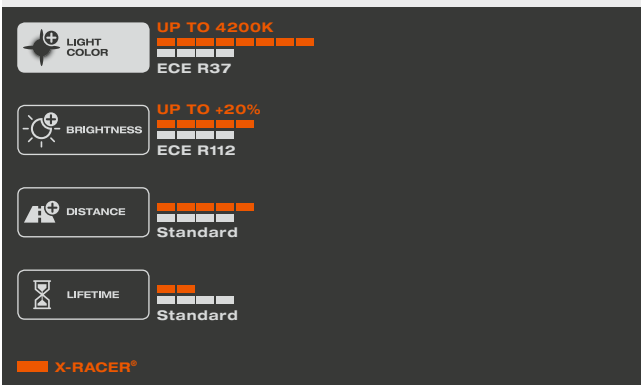 UP TO 4200K
LIGHT
COLOR
ECE R37
UP TO +20%
BRIGHTNESS
ECE R112
DISTANCE
Standard
LIFETIME
Standard
X-RACER®